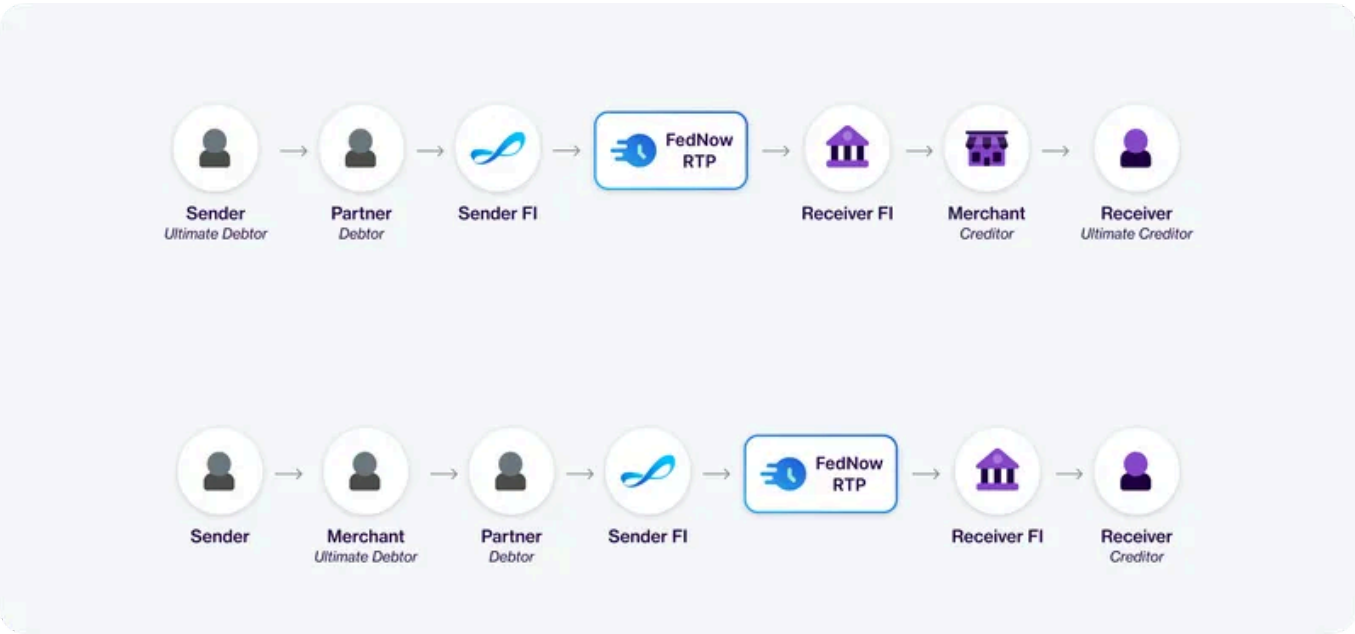 FedNow
RTP
Sender
Partner
Sender FI
Receiver FI
Merchant
Receiver
Ultimate Debtor
Debtor
Creditor
Ultimate Creditor
FedNow
RTP
Sender
Merchant
Partner
Sender FI
Receiver FI
Receiver
Ultimate Debtor
Debtor
Creditor